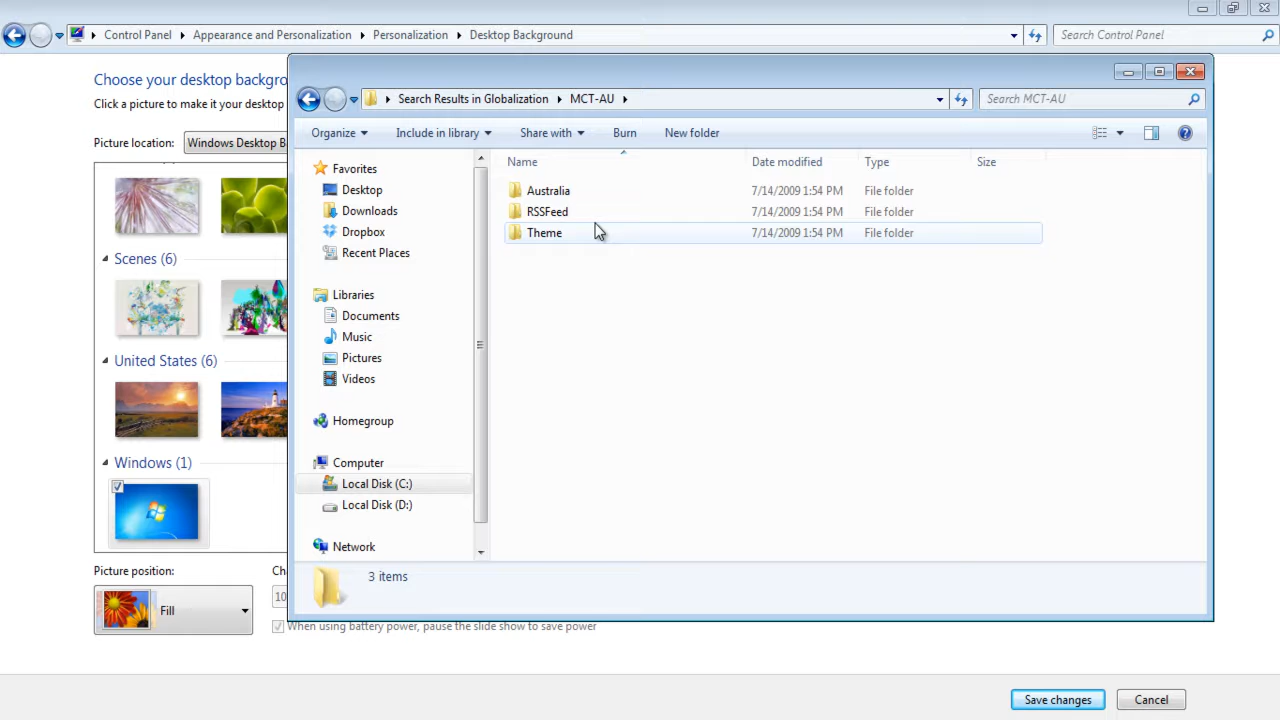 Control Panel Appearance and Personalization Personalization Desktop Background Search Control Panel
Choose your desktop backgro
Click a picture to make it your desktop
Picture location: Windows Desktop B
Scenes (6)
United States (6)
Windows (1)
Picture position:
Fill
Cha
10
When using battery power, pause the slide show to save power
Save changes Cancel
Search Results in Globalization MCT-AU Search MCT-AU
Organize Include in library Share with Burn New folder
Favorites
Desktop
Downloads
Dropbox
Recent Places
Libraries
Documents
Music
Pictures
Videos
Homegroup
Computer
Local Disk (C:)
Local Disk (D:)
Network
Name Date modified Type Size
Australia 7/14/2009 1:54 PM File folder
RSSFeed 7/14/2009 1:54 PM File folder
Theme 7/14/2009 1:54 PM File folder
3 items